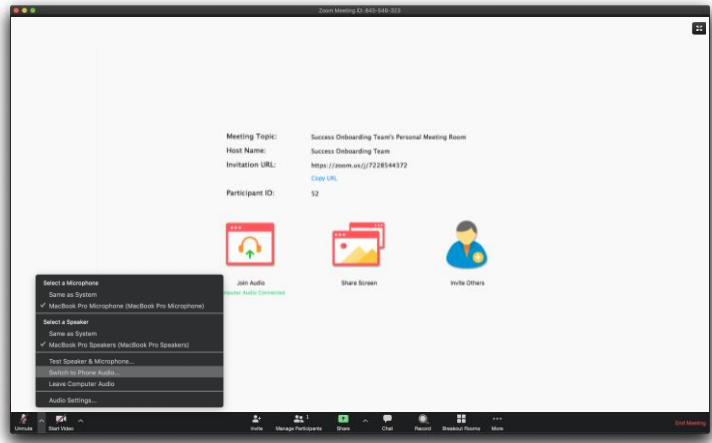 Zoom Meeting ID: 843-548-323
Meeting Topic: Success Onboarding Team's Personal Meeting Room
Host Name: Success Onboarding Team
Invitation URL: https://zoom.us/j/7228544372
Copy URL
Participant ID: 52
Join Audio
Share Screen
Invite Others
Computer Audio Connected
Select a Microphone
Same as System
✓ MacBook Pro Microphone (MacBook Pro Microphone)
Select a Speaker
Same as System
✓ MacBook Pro Speakers (MacBook Pro Speakers)
Test Speaker & Microphone...
Switch to Phone Audio...
Leave Computer Audio
Audio Settings...
Unmute Start Video Invite 1 Manage Participants Share Chat Record Breakout Rooms More End Meeting